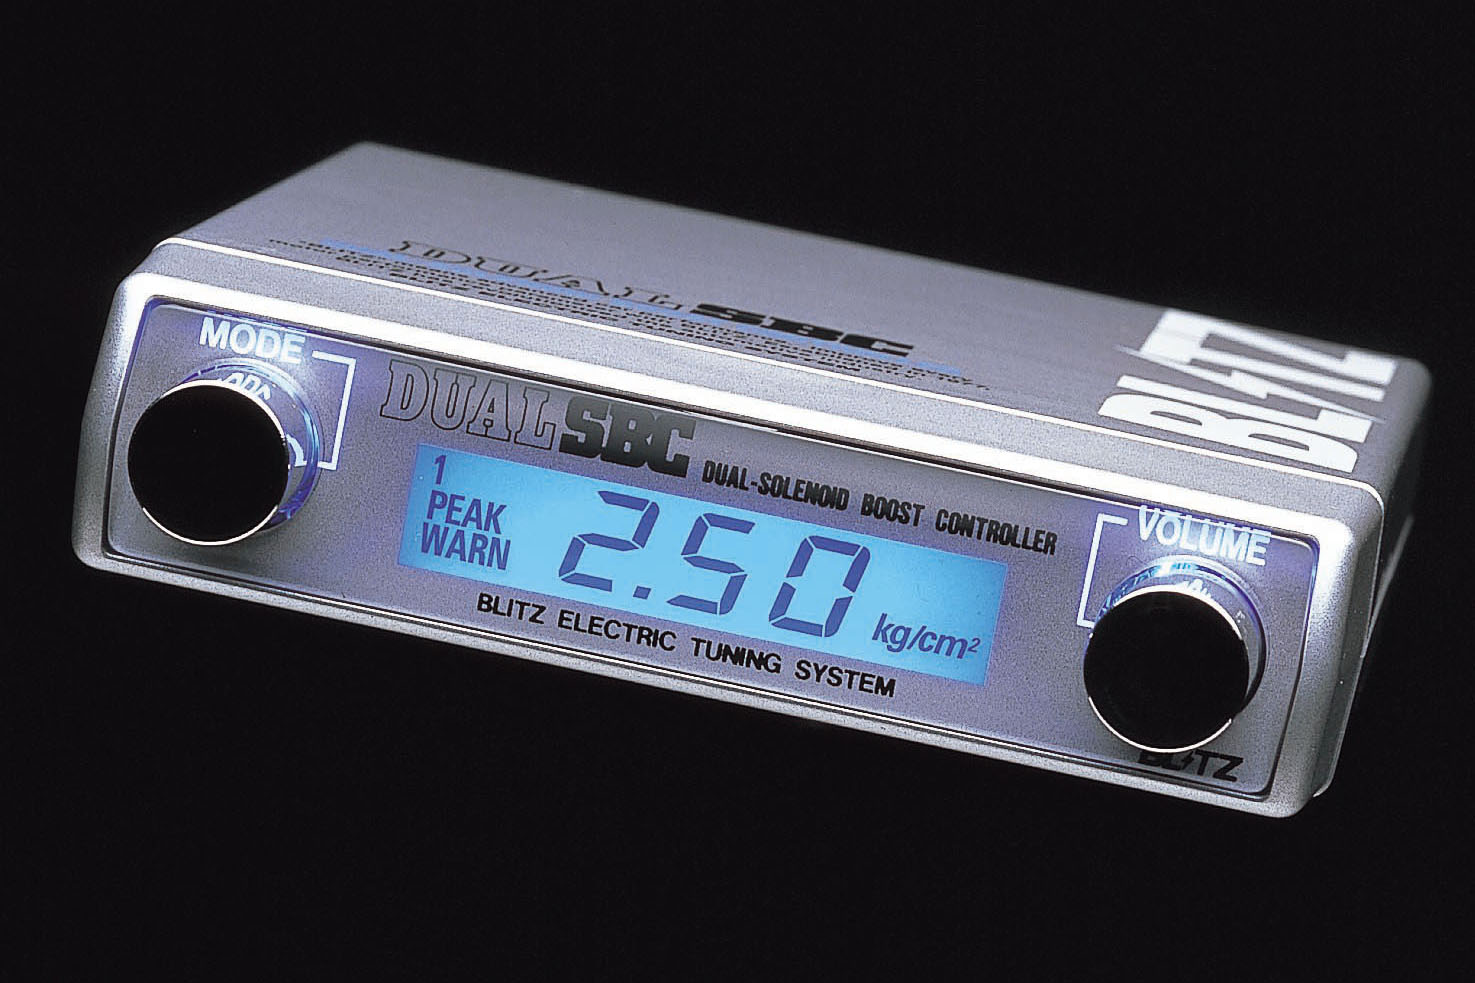 DUAL SBC
BLITZ
MODE
DUAL SBC DUAL-SOLENOID BOOST CONTROLLER
1
PEAK
WARN
2.50 kg/cm²
BLITZ ELECTRIC TUNING SYSTEM
VOLUME
BLITZ